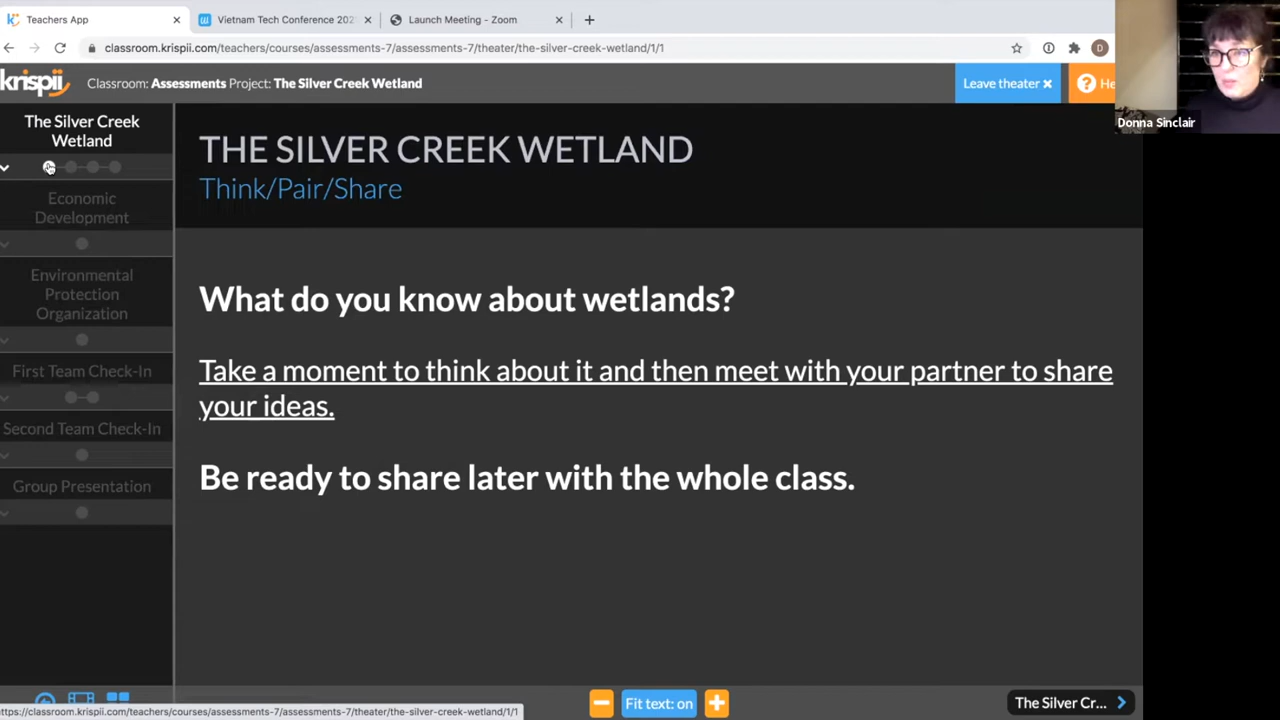 Teachers App
Vietnam Tech Conference 202
Launch Meeting - Zoom
classroom.krispii.com/teachers/courses/assessments-7/assessments-7/theater/the-silver-creek-wetland/1/1
D
krispii
Classroom: Assessments Project: The Silver Creek Wetland
Leave theater ×
? He
Donna Sinclair
The Silver Creek
Wetland
Economic
Development
Environmental
Protection
Organization
First Team Check-In
Second Team Check-In
Group Presentation
THE SILVER CREEK WETLAND
Think/Pair/Share
What do you know about wetlands?
Take a moment to think about it and then meet with your partner to share
your ideas.
Be ready to share later with the whole class.
Fit text: on
The Silver Cr...
https://classroom.krispii.com/teachers/courses/assessments-7/assessments-7/theater/the-silver-creek-wetland/1/1